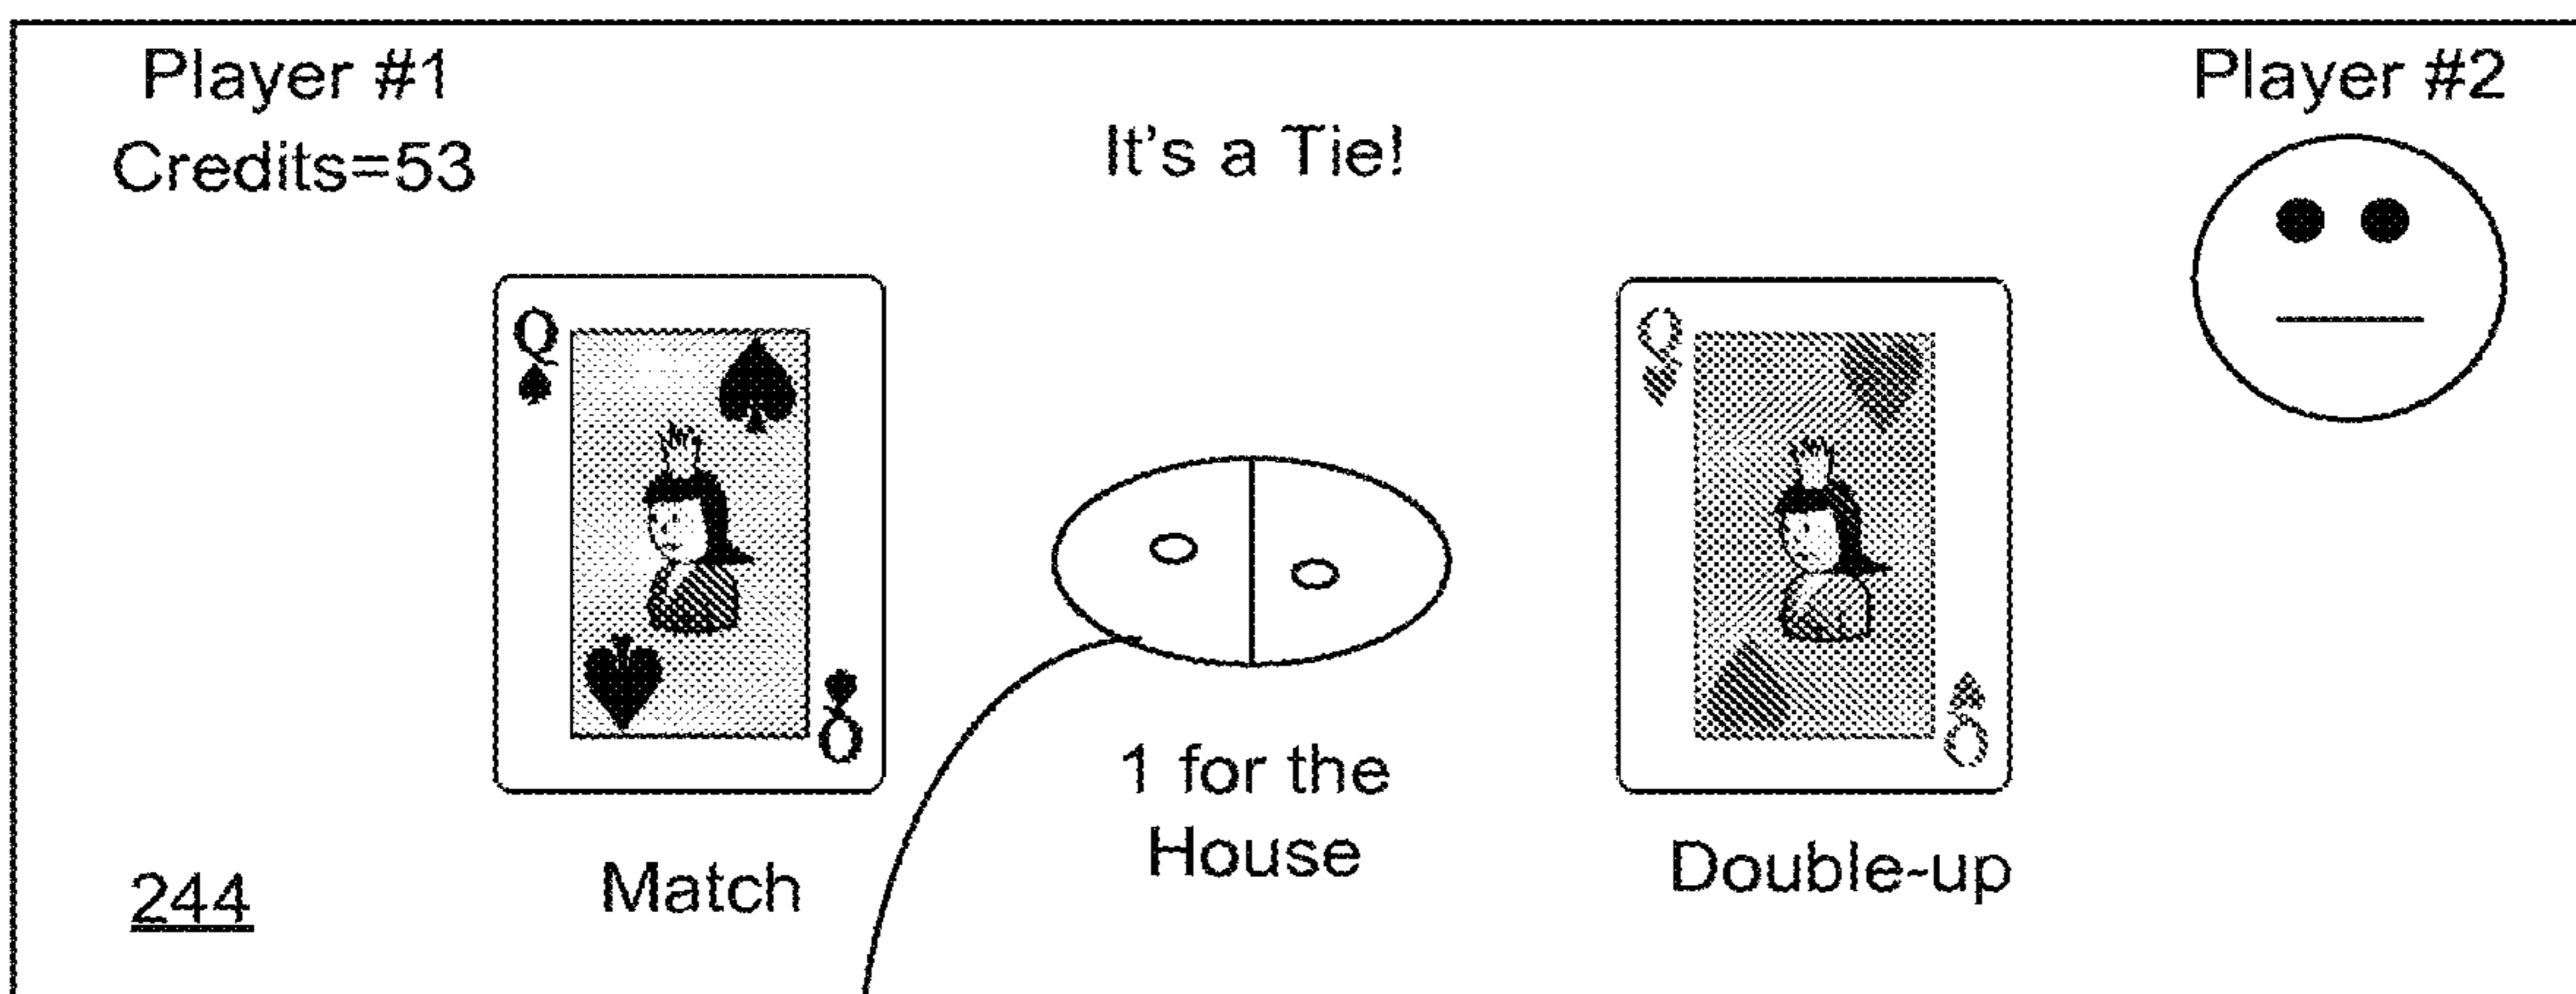 Player #1
Credits=53
It's a Tie!
Player #2
Q
Q
Q
Q
1 for the
House
Match
Double-up
244